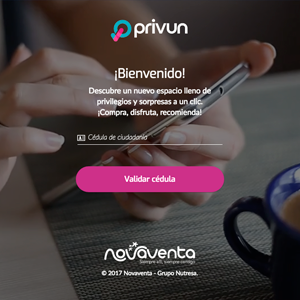 privun
¡Bienvenido!
Descubre un nuevo espacio lleno de
privilegios y sorpresas a un clic.
¡Compra, disfruta, recomienda!
Cédula de ciudadanía
Validar cédula
novaventa
Siempre allí, siempre contigo
© 2017 Novaventa - Grupo Nutresa.